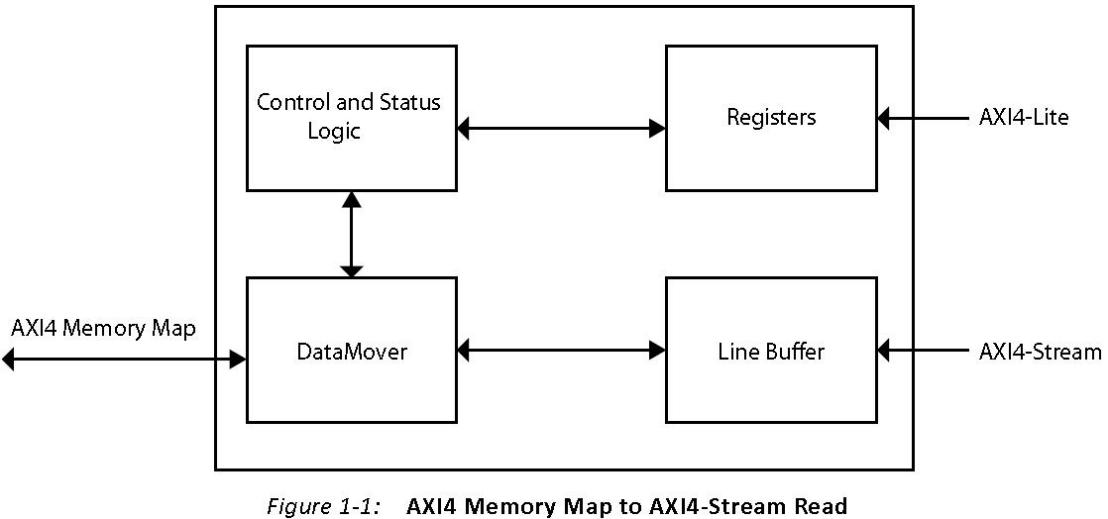 Control and Status
Logic
Registers
AXI4-Lite
AXI4 Memory Map
DataMover
Line Buffer
AXI4-Stream
Figure 1-1: AXI4 Memory Map to AXI4-Stream Read